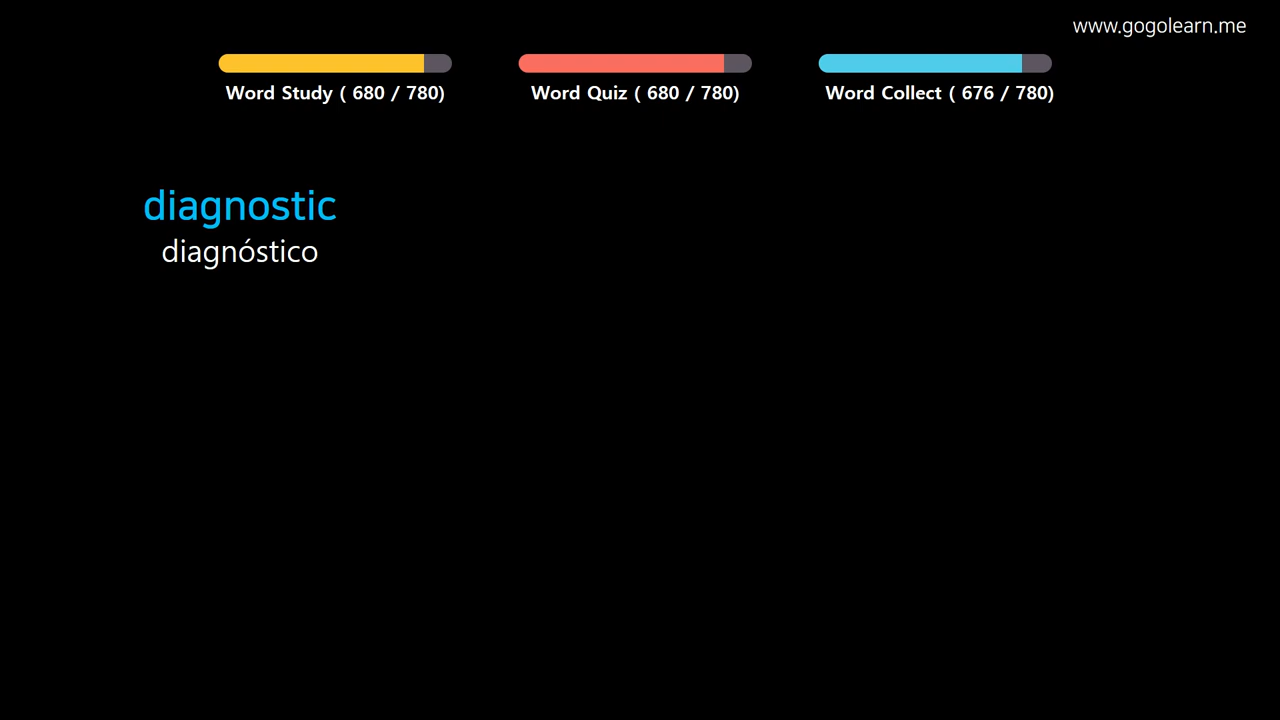 www.gogolearn.me
Word Study ( 680 / 780)
Word Quiz ( 680 / 780)
Word Collect ( 676 / 780)
diagnostic
diagnóstico